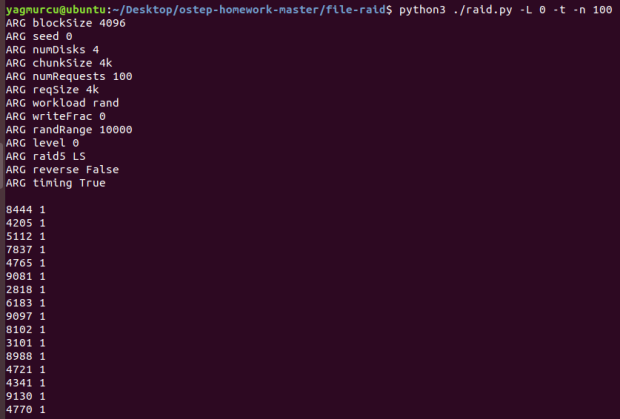 yagmurcu@ubuntu:~/Desktop/ostep-homework-master/file-raid$ python3 ./raid.py -L 0 -t -n 100
ARG blockSize 4096
ARG seed 0
ARG numDisks 4
ARG chunkSize 4k
ARG numRequests 100
ARG reqSize 4k
ARG workload rand
ARG writeFrac 0
ARG randRange 10000
ARG level 0
ARG raid5 LS
ARG reverse False
ARG timing True
8444 1
4205 1
5112 1
7837 1
4765 1
9081 1
2818 1
6183 1
9097 1
8102 1
3101 1
8988 1
4721 1
4341 1
9130 1
4770 1